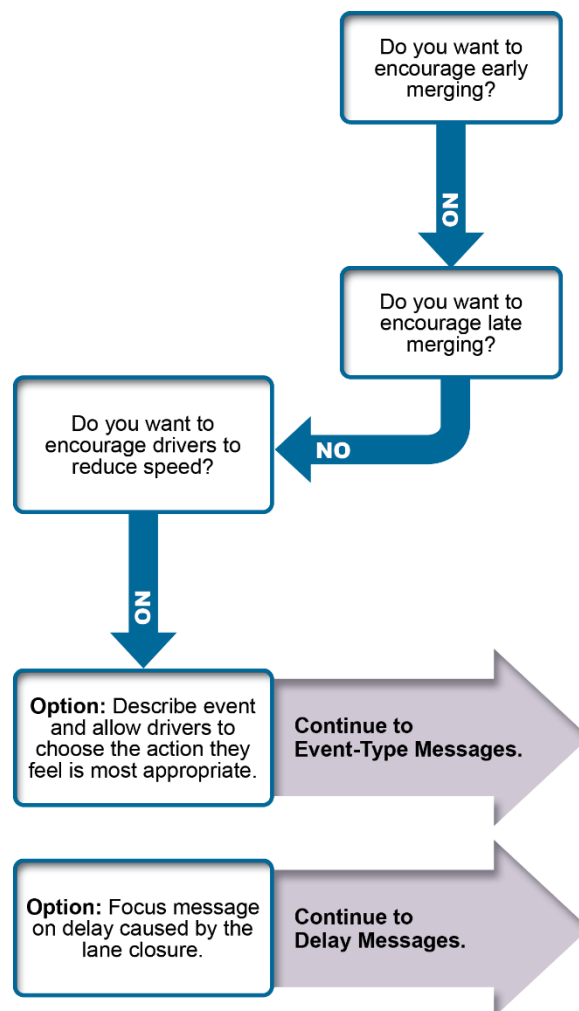 Do you want to
encourage early
merging?
NO
Do you want to
encourage late
merging?
NO
Do you want to
encourage drivers to
reduce speed?
NO
Option: Describe event
and allow drivers to
choose the action they
feel is most appropriate.
Continue to
Event-Type Messages.
Option: Focus message
on delay caused by the
lane closure.
Continue to
Delay Messages.